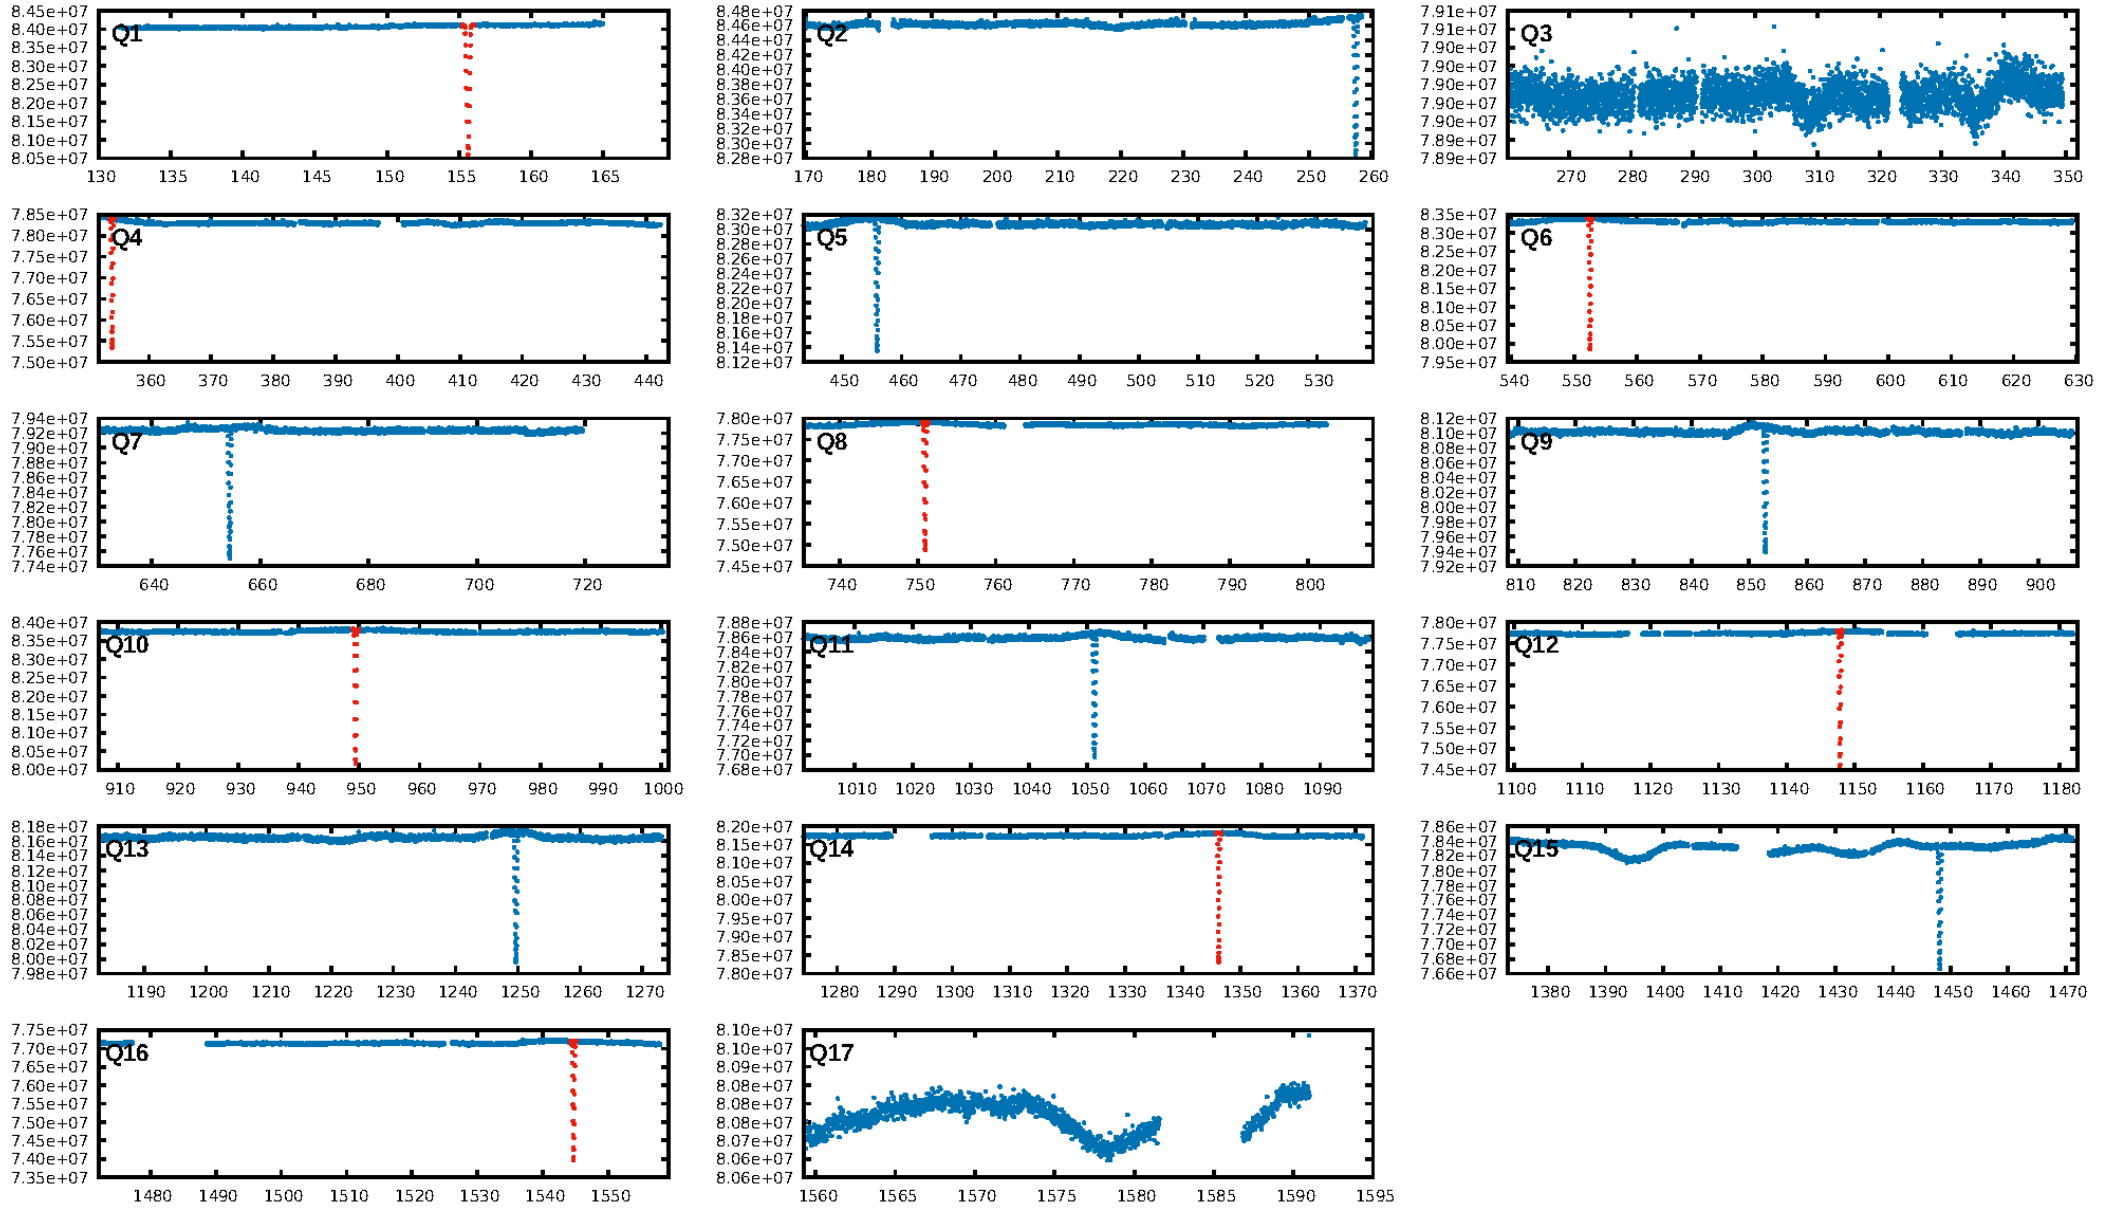 8.45e+07
8.40e+07
8.35e+07
8.30e+07
8.25e+07
8.20e+07
8.15e+07
8.10e+07
8.05e+07
Q1
130 135 140 145 150 155 160 165
8.48e+07
8.46e+07
8.44e+07
8.42e+07
8.40e+07
8.38e+07
8.36e+07
8.34e+07
8.32e+07
8.30e+07
8.28e+07
Q2
170 180 190 200 210 220 230 240 250 260
7.91e+07
7.91e+07
7.90e+07
7.90e+07
7.90e+07
7.90e+07
7.90e+07
7.89e+07
7.89e+07
Q3
270 280 290 300 310 320 330 340 350
7.85e+07
7.80e+07
7.75e+07
7.70e+07
7.65e+07
7.60e+07
7.55e+07
7.50e+07
Q4
360 370 380 390 400 410 420 430 440
8.32e+07
8.30e+07
8.28e+07
8.26e+07
8.24e+07
8.22e+07
8.20e+07
8.18e+07
8.16e+07
8.14e+07
8.12e+07
Q5
450 460 470 480 490 500 510 520 530
8.35e+07
8.30e+07
8.25e+07
8.20e+07
8.15e+07
8.10e+07
8.05e+07
8.00e+07
7.95e+07
Q6
540 550 560 570 580 590 600 610 620 630
7.94e+07
7.92e+07
7.90e+07
7.88e+07
7.86e+07
7.84e+07
7.82e+07
7.80e+07
7.78e+07
7.76e+07
7.74e+07
Q7
640 660 680 700 720
7.80e+07
7.75e+07
7.70e+07
7.65e+07
7.60e+07
7.55e+07
7.50e+07
7.45e+07
Q8
740 750 760 770 780 790 800
8.12e+07
8.10e+07
8.08e+07
8.06e+07
8.04e+07
8.02e+07
8.00e+07
7.98e+07
7.96e+07
7.94e+07
7.92e+07
Q9
810 820 830 840 850 860 870 880 890 900
8.40e+07
8.35e+07
8.30e+07
8.25e+07
8.20e+07
8.15e+07
8.10e+07
8.05e+07
8.00e+07
Q10
910 920 930 940 950 960 970 980 990 1000
7.88e+07
7.86e+07
7.84e+07
7.82e+07
7.80e+07
7.78e+07
7.76e+07
7.74e+07
7.72e+07
7.70e+07
7.68e+07
Q11
1010 1020 1030 1040 1050 1060 1070 1080 1090
7.80e+07
7.75e+07
7.70e+07
7.65e+07
7.60e+07
7.55e+07
7.50e+07
7.45e+07
Q12
1100 1110 1120 1130 1140 1150 1160 1170 1180
8.18e+07
8.16e+07
8.14e+07
8.12e+07
8.10e+07
8.08e+07
8.06e+07
8.04e+07
8.02e+07
8.00e+07
7.98e+07
Q13
1190 1200 1210 1220 1230 1240 1250 1260 1270
8.20e+07
8.15e+07
8.10e+07
8.05e+07
8.00e+07
7.95e+07
7.90e+07
7.85e+07
7.80e+07
Q14
1280 1290 1300 1310 1320 1330 1340 1350 1360 1370
7.86e+07
7.84e+07
7.82e+07
7.80e+07
7.78e+07
7.76e+07
7.74e+07
7.72e+07
7.70e+07
7.68e+07
7.66e+07
Q15
1380 1390 1400 1410 1420 1430 1440 1450 1460 1470
7.75e+07
7.70e+07
7.65e+07
7.60e+07
7.55e+07
7.50e+07
7.45e+07
7.40e+07
7.35e+07
Q16
1480 1490 1500 1510 1520 1530 1540 1550
8.10e+07
8.10e+07
8.09e+07
8.08e+07
8.08e+07
8.08e+07
8.07e+07
8.06e+07
8.06e+07
Q17
1560 1565 1570 1575 1580 1585 1590 1595